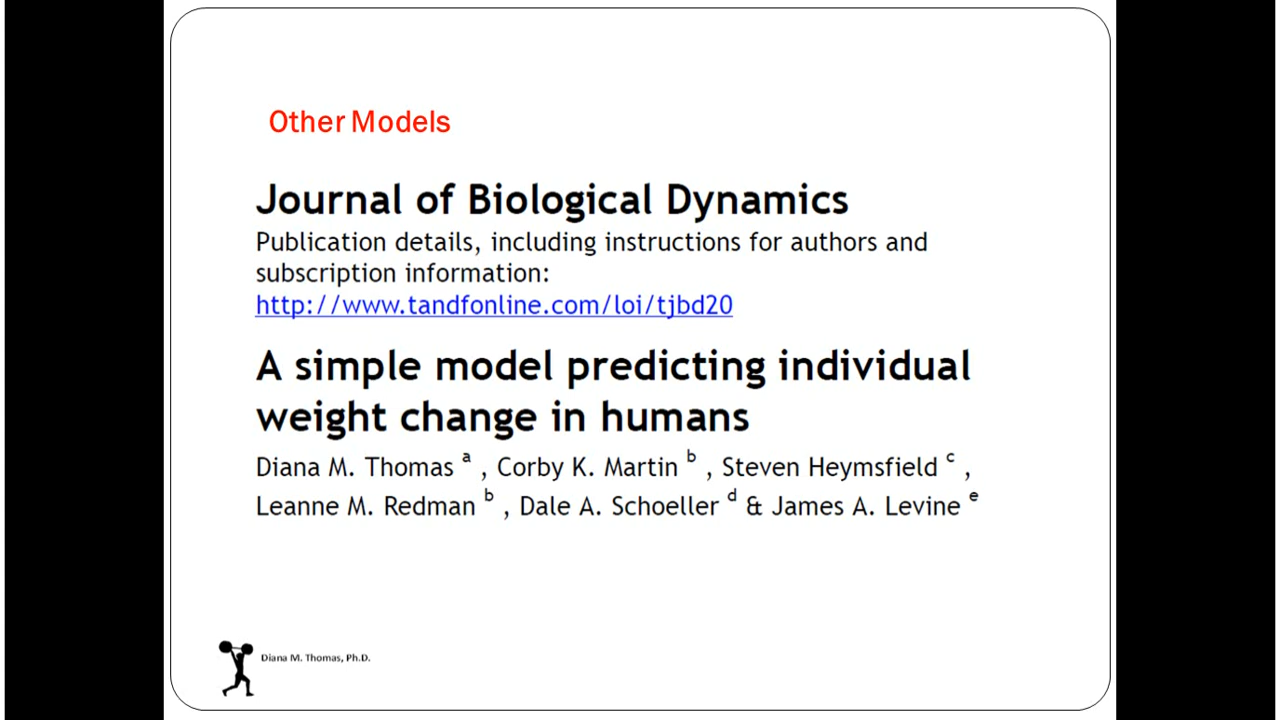 Other Models
Journal of Biological Dynamics
Publication details, including instructions for authors and
subscription information:
http://www.tandfonline.com/loi/tjbd20
A simple model predicting individual
weight change in humans
Diana M. Thomas a , Corby K. Martin b , Steven Heymsfield c ,
Leanne M. Redman b , Dale A. Schoeller d & James A. Levine e
Diana M. Thomas, Ph.D.